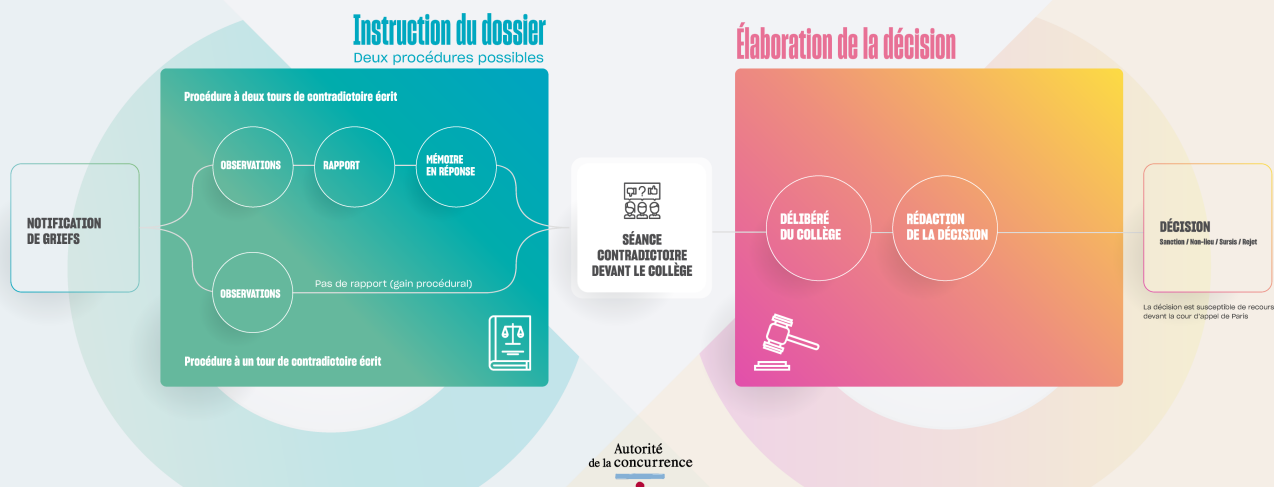 Instruction du dossier
Deux procédures possibles
Élaboration de la décision
Procédure à deux tours de contradictoire écrit
OBSERVATIONS
RAPPORT
MÉMOIRE
EN RÉPONSE
NOTIFICATION
DE GRIEFS
OBSERVATIONS
Pas de rapport (gain procédural)
Procédure à un tour de contradictoire écrit
?
SÉANCE
CONTRADICTOIRE
DEVANT LE COLLÈGE
DÉLIBÉRÉ
DU COLLÈGE
RÉDACTION
DE LA DÉCISION
DÉCISION
Sanction / Non-lieu / Sursis / Rejet
La décision est susceptible de recours
devant la cour d'appel de Paris
Autorité
de la concurrence